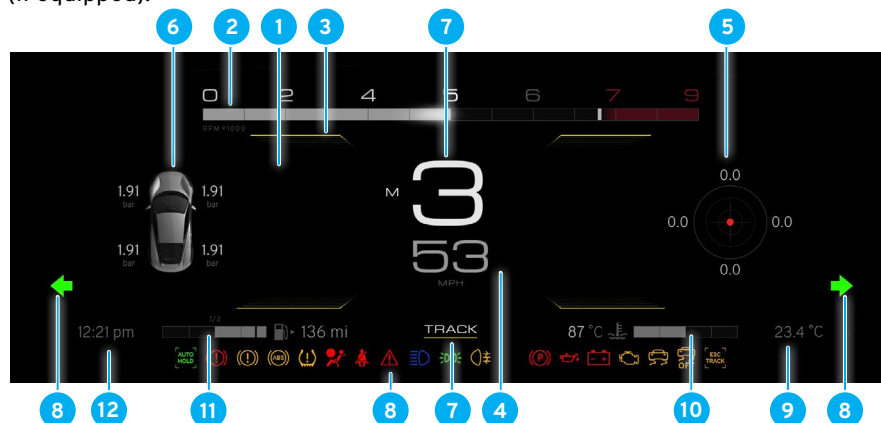 (if equipped).
6 2 1 3 7 5
0 2 4 5 6 7 9
RPM×1000
1.91 bar 1.91 bar
M 3
0.0
0.0 0.0
53
MPH
1.91 bar 1.91 bar
0.0
1/2
12:21 pm 136 mi TRACK 87 °C 23.4 °C
AUTO HOLD ABS P OFF ESC TRACK
8 12 11 8 7 4 10 9 8